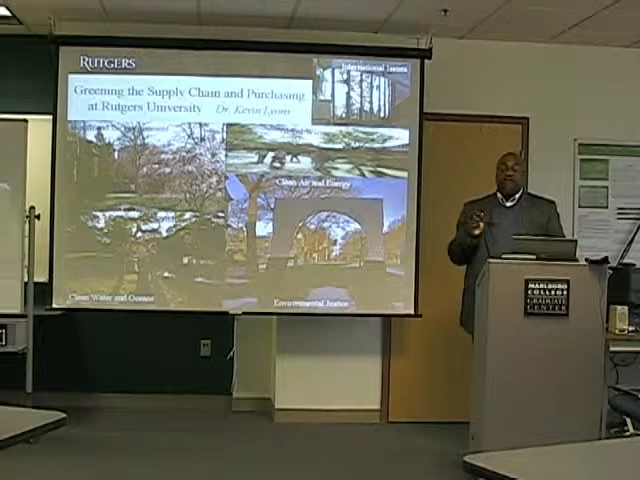 RUTGERS
International Issues
Greening the Supply Chain and Purchasing
at Rutgers University Dr. Kevin Lyons
Clean Air and Energy
Clean Water and Oceans
Environmental Justice
MARLBORO
COLLEGE
GRADUATE
CENTER